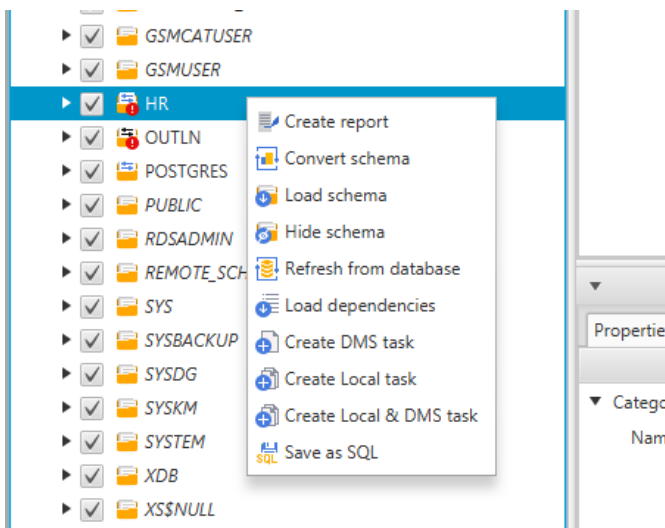 GSMCATUSER
GSMUSER
HR
OUTLN
POSTGRES
PUBLIC
RDSADMIN
REMOTE_SCH
SYS
SYSBACKUP
SYSDG
SYSKM
SYSTEM
XDB
XS$NULL
Create report
Convert schema
Load schema
Hide schema
Refresh from database
Load dependencies
Create DMS task
Create Local task
Create Local & DMS task
SQL Save as SQL
Propertie
Catego
Nam